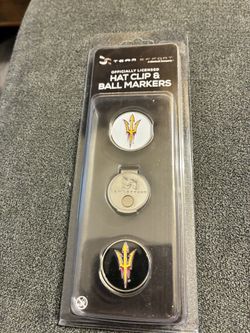 TEAM EFFORT
OFFICIALLY LICENSED
HAT CLIP &
BALL MARKERS